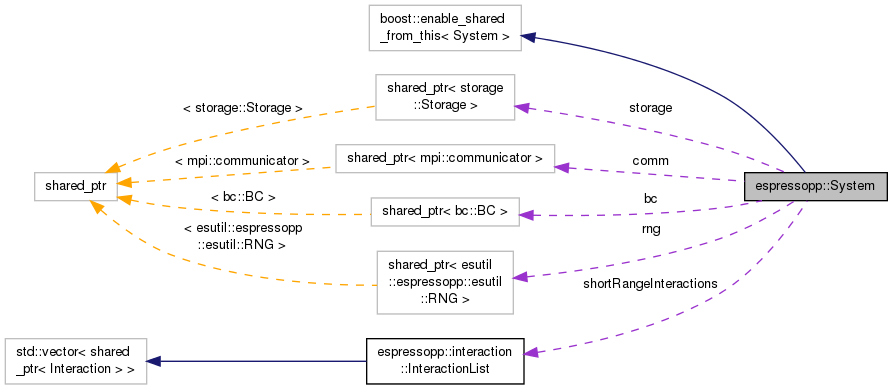 boost::enable_shared
_from_this< System >
shared_ptr< storage
::Storage >
< storage::Storage >
storage
shared_ptr< mpi::communicator >
< mpi::communicator >
comm
shared_ptr
espressopp::System
< bc::BC >
bc
shared_ptr< bc::BC >
< esutil::espressopp
::esutil::RNG >
rng
shared_ptr< esutil
::espressopp::esutil
::RNG >
shortRangeInteractions
std::vector< shared
_ptr< Interaction > >
espressopp::interaction
::InteractionList